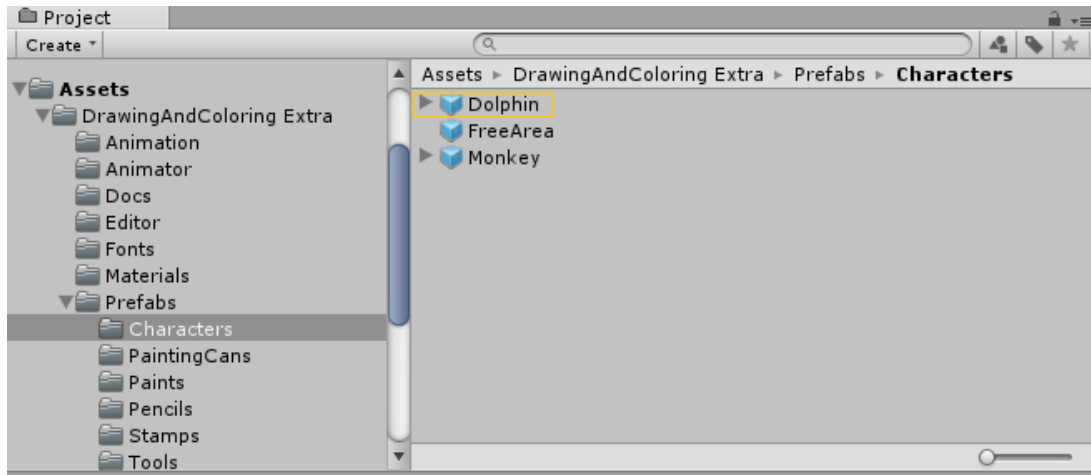 Project
Create
Assets ▸ DrawingAndColoring Extra ▸ Prefabs ▸ Characters
Assets
DrawingAndColoring Extra
Animation
Animator
Docs
Editor
Fonts
Materials
Prefabs
Characters
PaintingCans
Paints
Pencils
Stamps
Tools
Dolphin
FreeArea
Monkey